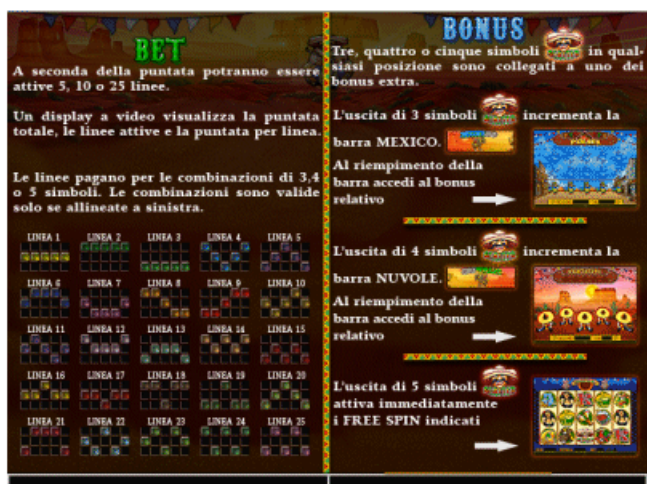 BET
A seconda della puntata potranno essere
attive 5, 10 o 25 linee.
Un display a video visualizza la puntata
totale, le linee attive e la puntata per linea.
Le linee pagano per le combinazioni di 3,4
o 5 simboli. Le combinazioni sono valide
solo se allineate a sinistra.
LINEA 1 LINEA 2 LINEA 3 LINEA 4 LINEA 5
LINEA 6 LINEA 7 LINEA 8 LINEA 9 LINEA 10
LINEA 11 LINEA 12 LINEA 13 LINEA 14 LINEA 15
LINEA 16 LINEA 17 LINEA 18 LINEA 19 LINEA 20
LINEA 21 LINEA 22 LINEA 23 LINEA 24 LINEA 25
BONUS
Tre, quattro o cinque simboli in qual-
siasi posizione sono collegati a uno dei
bonus extra.
L'uscita di 3 simboli incrementa la
barra MEXICO.
Al riempimento della
barra accedi al bonus
relativo
L'uscita di 4 simboli incrementa la
barra NUVOLE.
Al riempimento della
barra accedi al bonus
relativo
L'uscita di 5 simboli
attiva immediatamente
i FREE SPIN indicati